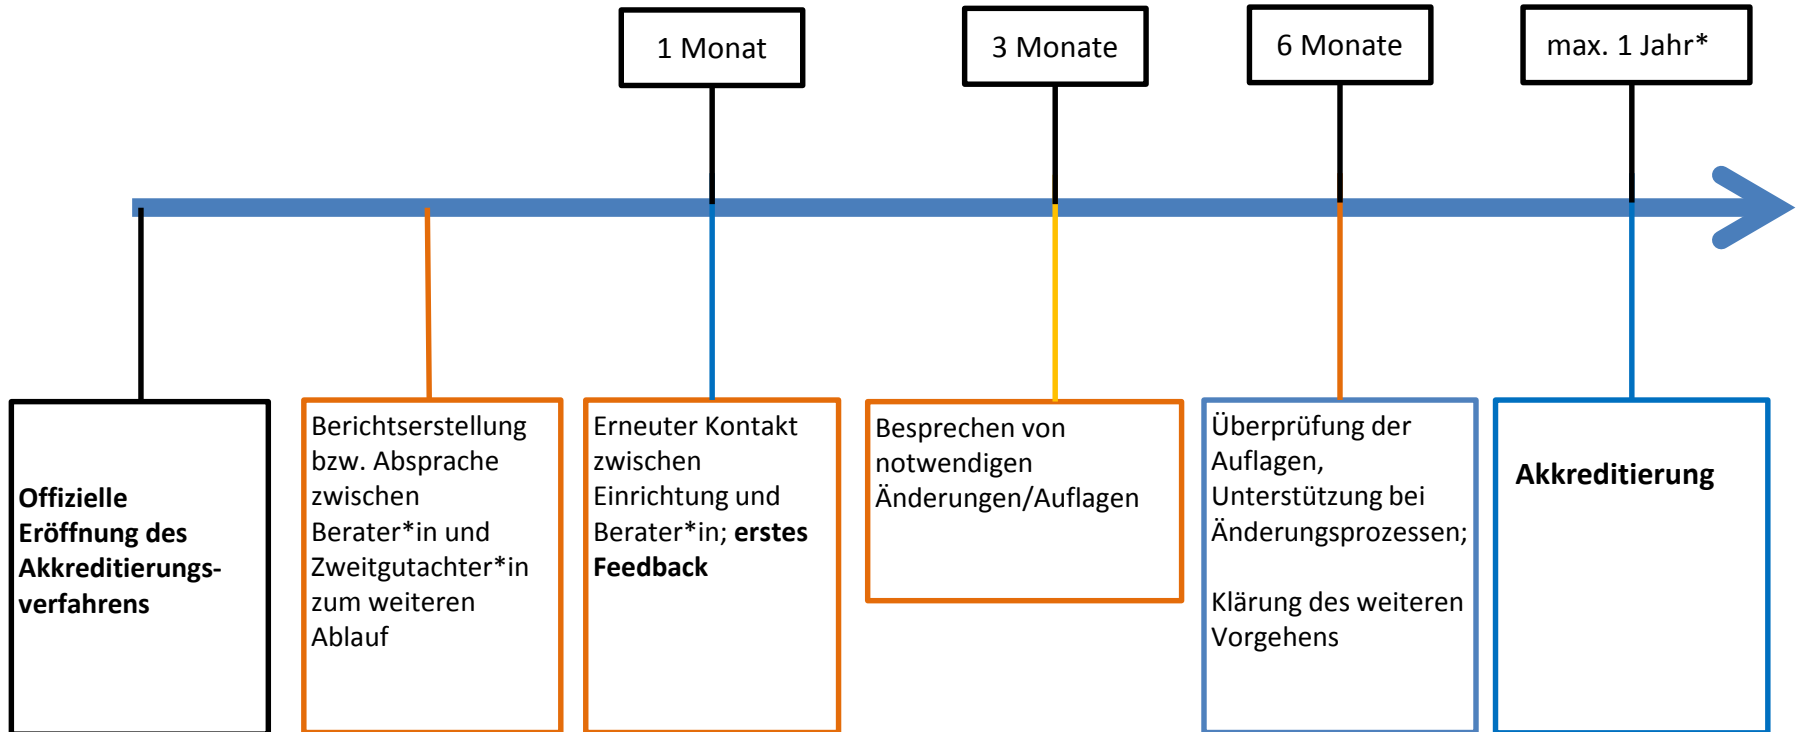 1 Monat
3 Monate
6 Monate
max. 1 Jahr*
Offizielle
Eröffnung des
Akkreditierungs-
verfahrens
Berichtserstellung
bzw. Absprache
zwischen
Berater*in und
Zweitgutachter*in
zum weiteren
Ablauf
Erneuter Kontakt
zwischen
Einrichtung und
Berater*in; erstes
Feedback
Besprechen von
notwendigen
Änderungen/Auflagen
Überprüfung der
Auflagen,
Unterstützung bei
Änderungsprozessen;
Klärung des weiteren
Vorgehens
Akkreditierung